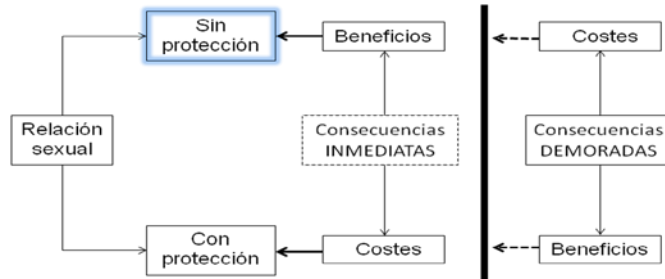 Sin
protección
Beneficios
Costes
Relación
sexual
Consecuencias
INMEDIATAS
Consecuencias
DEMORADAS
Con
protección
Costes
Beneficios